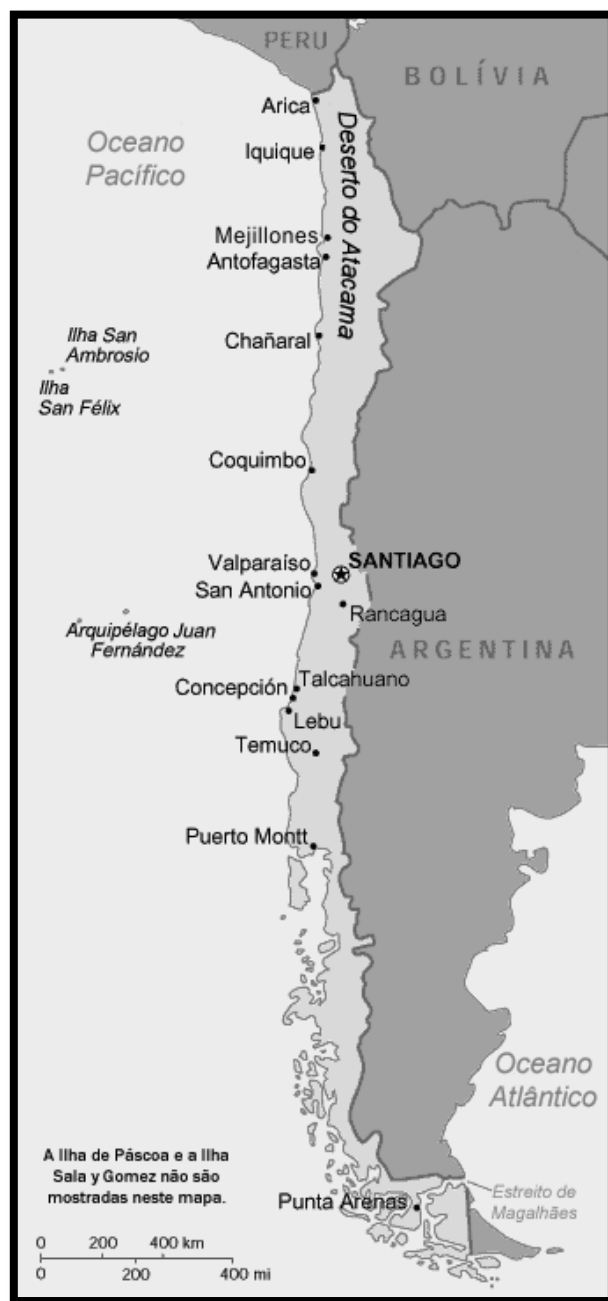 PERU
BOLÍVIA
Arica
Oceano
Pacífico
Iquique
Deserto do Atacama
Mejillones
Antofagasta
Ilha San
Ambrosio
Chañaral
Ilha
San Félix
Coquimbo
Valparaíso
SANTIAGO
San Antonio
Rancagua
Arquipélago Juan
Fernández
ARGENTINA
Talcahuano
Concepción
Lebu
Temuco
Puerto Montt
Oceano
Atlântico
A Ilha de Páscoa e a Ilha
Sala y Gomez não são
mostradas neste mapa.
Punta Arenas
Estreito de
Magalhães
0 200 400 km
0 200 400 mi